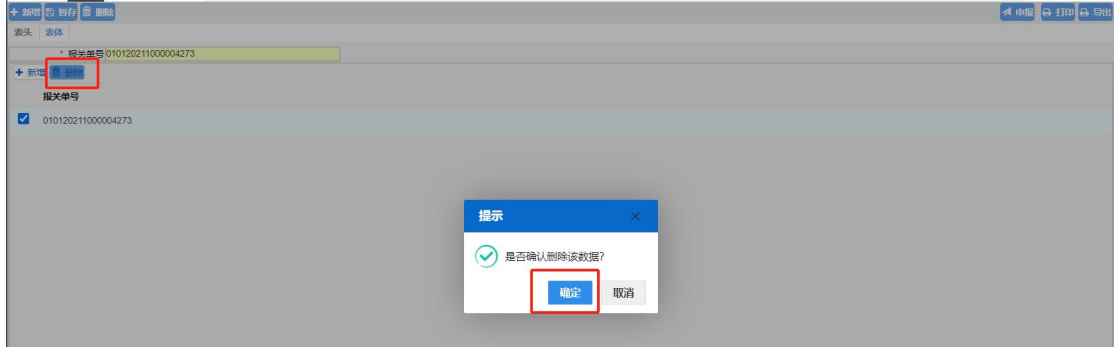 新增 暂存 删除 申报 打印 导出
表头 表体
* 报关单号 010120211000004273
新增 删除
报关单号
010120211000004273
提示
是否确认删除该数据?
确定 取消